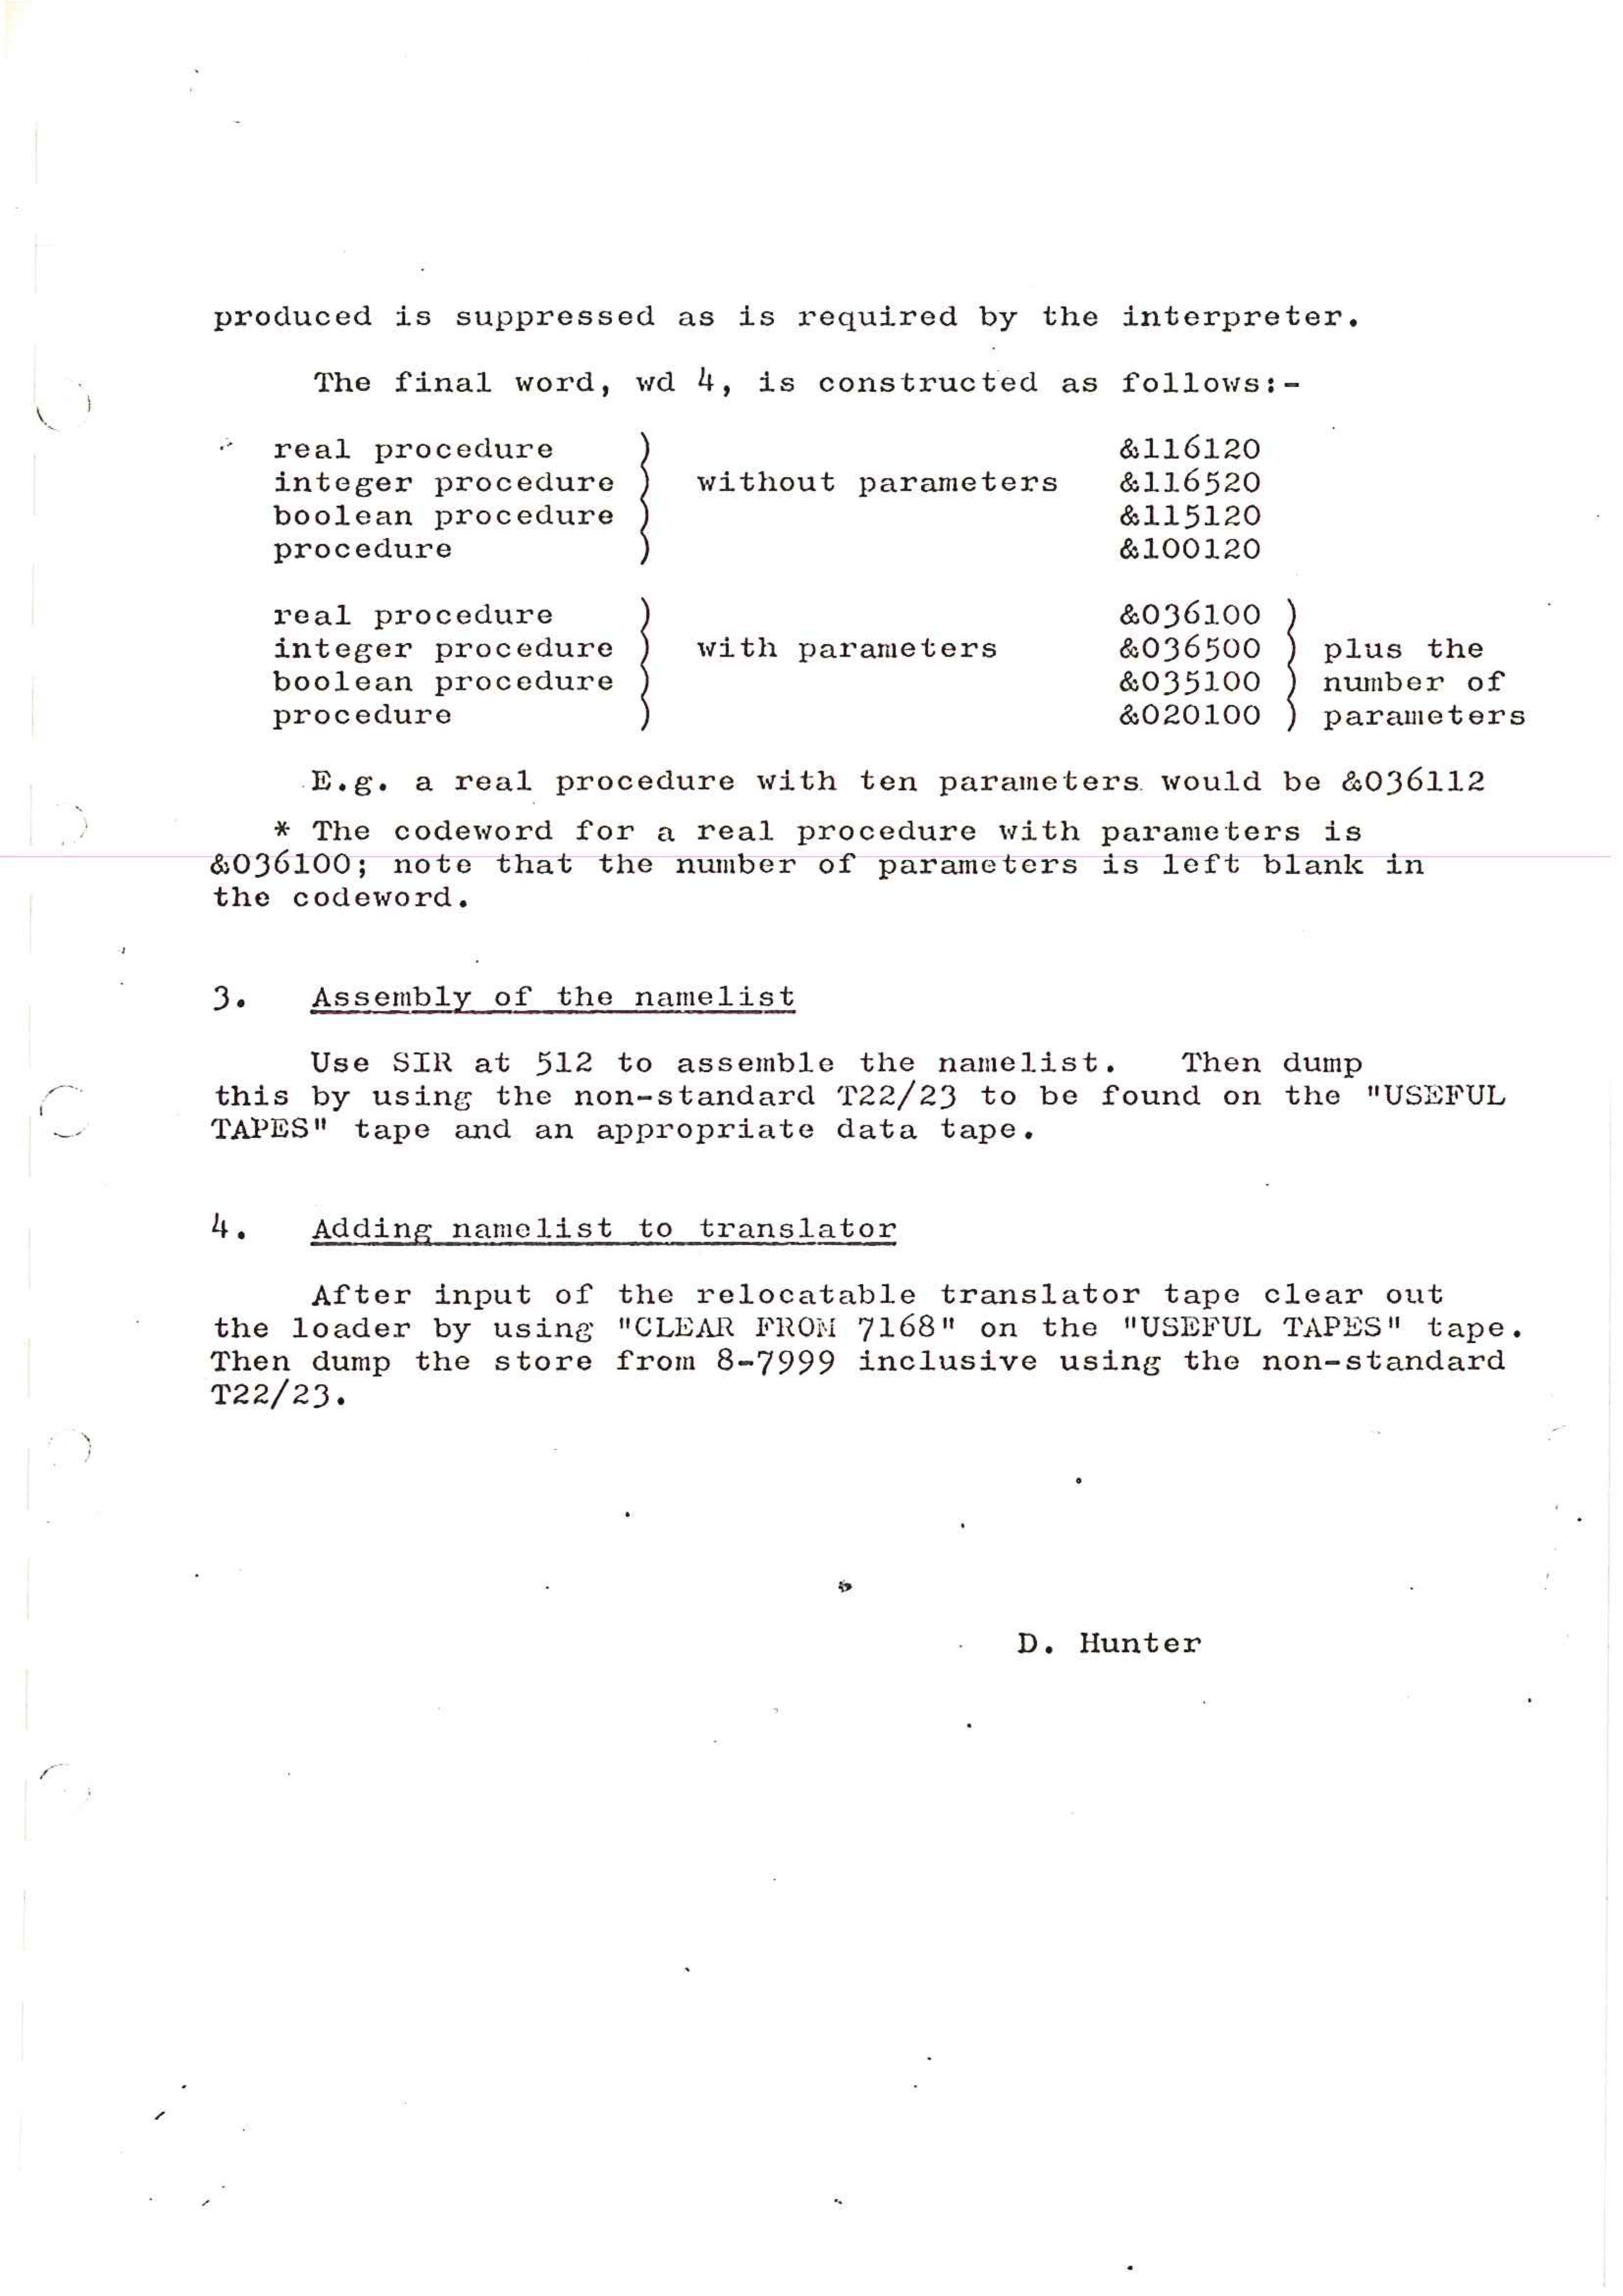 produced is suppressed as is required by the interpreter.
The final word, wd 4, is constructed as follows:-
real procedure ) &116120
integer procedure ) without parameters &116520
boolean procedure ) &115120
procedure ) &100120
real procedure ) &036100 )
integer procedure ) with parameters &036500 ) plus the
boolean procedure ) &035100 ) number of
procedure ) &020100 ) parameters
E.g. a real procedure with ten parameters would be &036112
* The codeword for a real procedure with parameters is
&036100; note that the number of parameters is left blank in
the codeword.
3. Assembly of the namelist
Use SIR at 512 to assemble the namelist. Then dump
this by using the non-standard T22/23 to be found on the "USEFUL
TAPES" tape and an appropriate data tape.
4. Adding namelist to translator
After input of the relocatable translator tape clear out
the loader by using "CLEAR FROM 7168" on the "USEFUL TAPES" tape.
Then dump the store from 8-7999 inclusive using the non-standard
T22/23.
D. Hunter